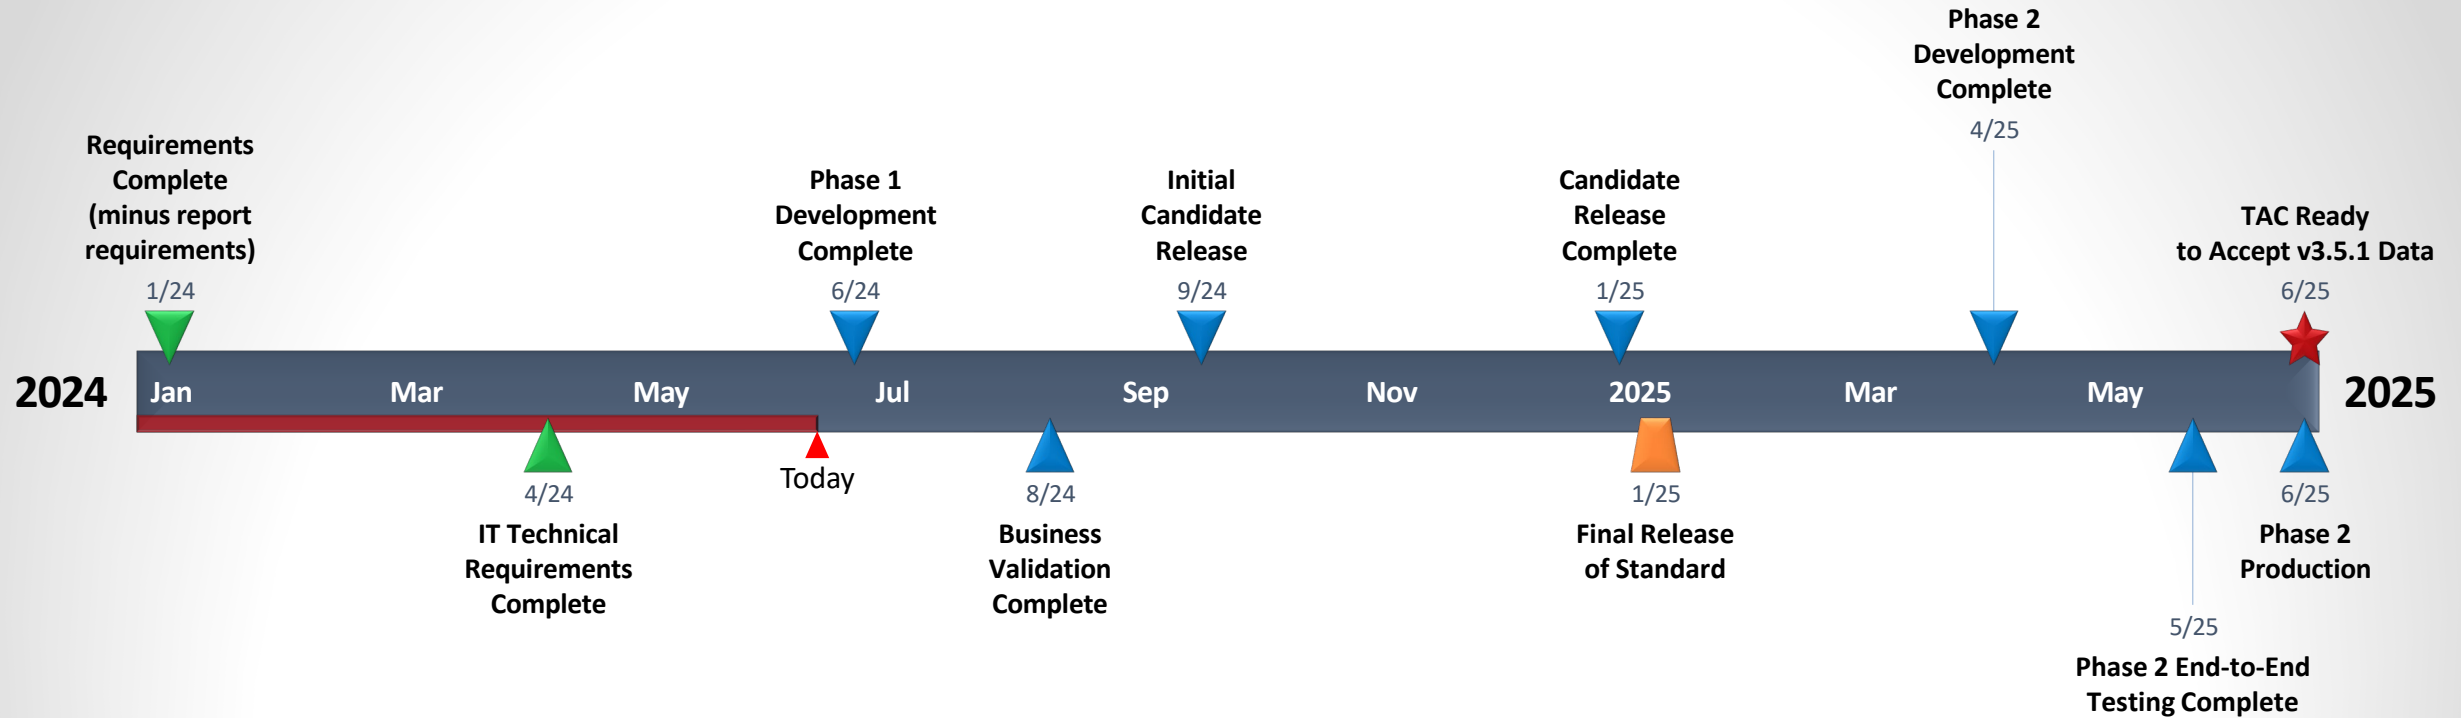 Phase 2
Development
Complete
4/25
Requirements
Complete
(minus report
requirements)
1/24
Phase 1
Development
Complete
6/24
Initial
Candidate
Release
9/24
Candidate
Release
Complete
1/25
TAC Ready
to Accept v3.5.1 Data
6/25
2024
Jan
Mar
May
Jul
Sep
Nov
2025
Mar
May
2025
Today
4/24
IT Technical
Requirements
Complete
8/24
Business
Validation
Complete
1/25
Final Release
of Standard
6/25
Phase 2
Production
5/25
Phase 2 End-to-End
Testing Complete